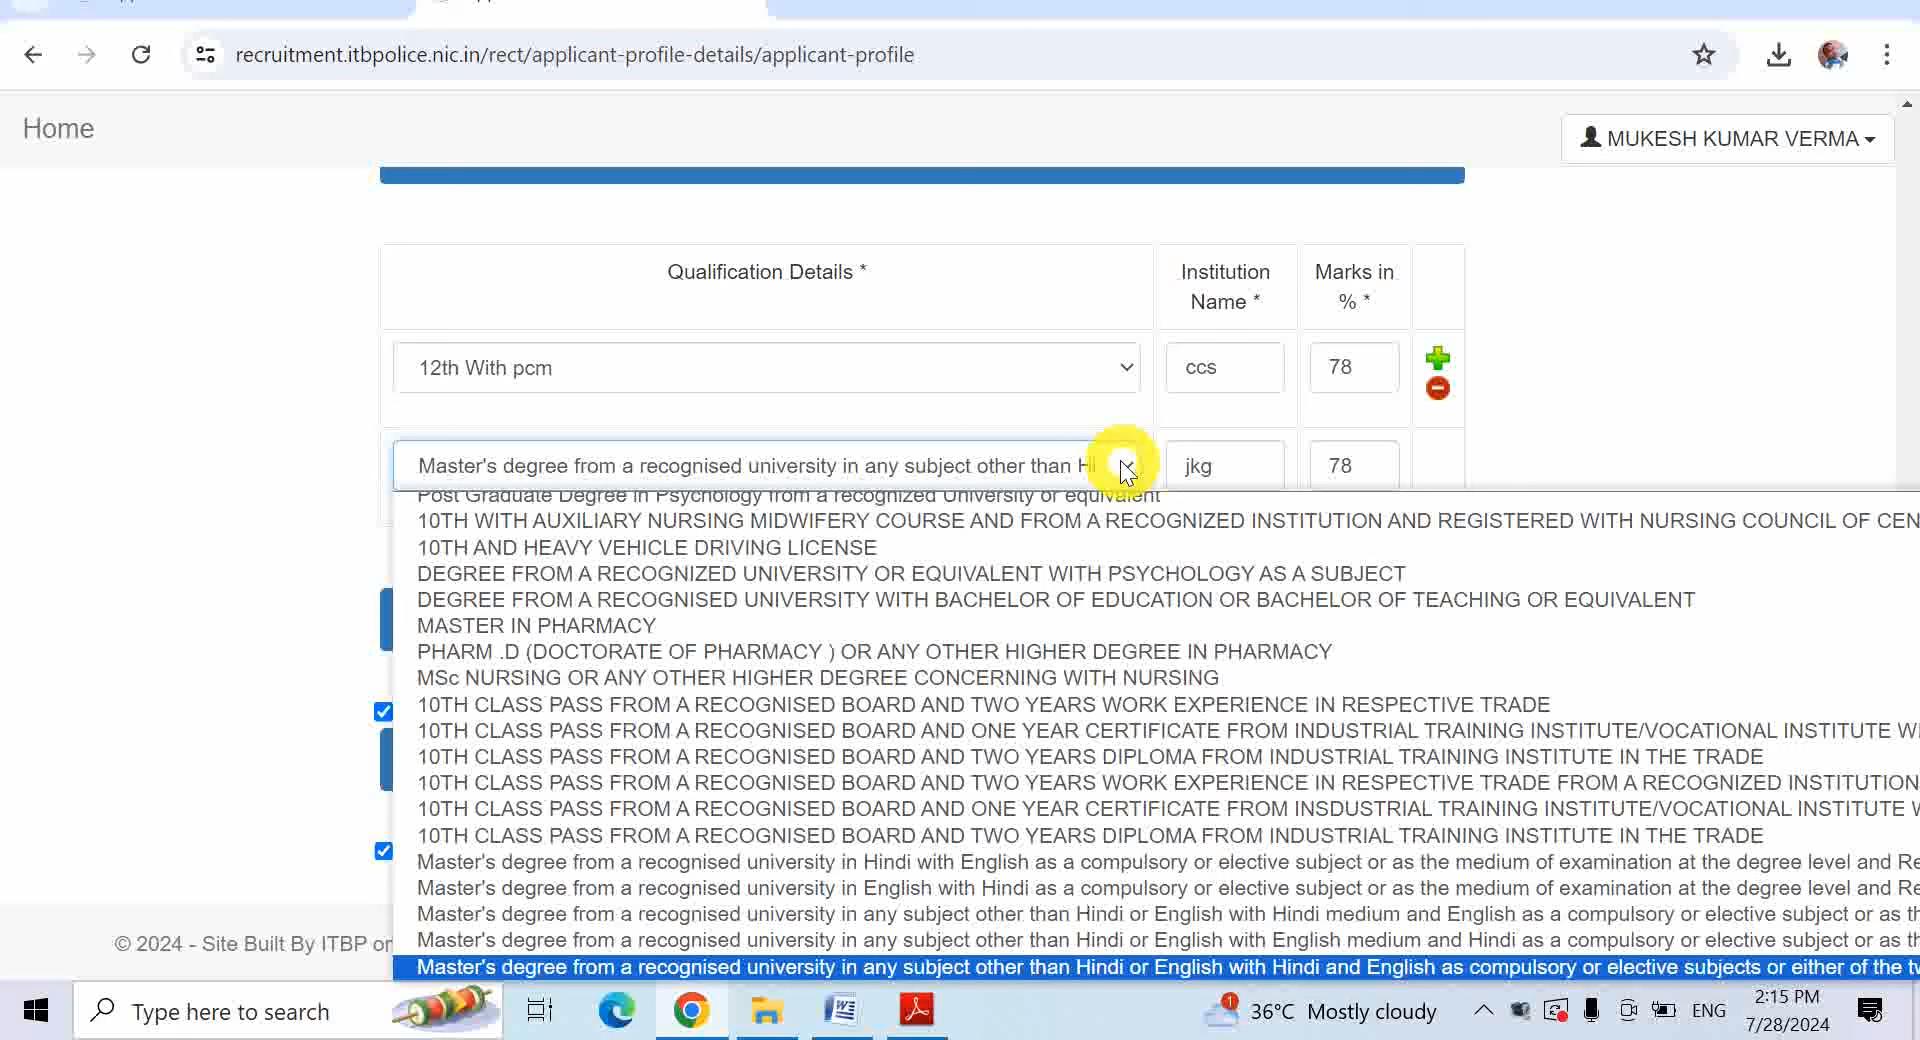 recruitment.itbpolice.nic.in/rect/applicant-profile-details/applicant-profile
Home
MUKESH KUMAR VERMA
Qualification Details *
Institution
Name *
Marks in
% *
12th With pcm
ccs
78
Master's degree from a recognised university in any subject other than Hi
jkg
78
Post Graduate Degree in Psychology from a recognized University or equivalent
10TH WITH AUXILIARY NURSING MIDWIFERY COURSE AND FROM A RECOGNIZED INSTITUTION AND REGISTERED WITH NURSING COUNCIL OF CEN
10TH AND HEAVY VEHICLE DRIVING LICENSE
DEGREE FROM A RECOGNIZED UNIVERSITY OR EQUIVALENT WITH PSYCHOLOGY AS A SUBJECT
DEGREE FROM A RECOGNISED UNIVERSITY WITH BACHELOR OF EDUCATION OR BACHELOR OF TEACHING OR EQUIVALENT
MASTER IN PHARMACY
PHARM .D (DOCTORATE OF PHARMACY ) OR ANY OTHER HIGHER DEGREE IN PHARMACY
MSc NURSING OR ANY OTHER HIGHER DEGREE CONCERNING WITH NURSING
10TH CLASS PASS FROM A RECOGNISED BOARD AND TWO YEARS WORK EXPERIENCE IN RESPECTIVE TRADE
10TH CLASS PASS FROM A RECOGNISED BOARD AND ONE YEAR CERTIFICATE FROM INDUSTRIAL TRAINING INSTITUTE/VOCATIONAL INSTITUTE WI
10TH CLASS PASS FROM A RECOGNISED BOARD AND TWO YEARS DIPLOMA FROM INDUSTRIAL TRAINING INSTITUTE IN THE TRADE
10TH CLASS PASS FROM A RECOGNISED BOARD AND TWO YEARS WORK EXPERIENCE IN RESPECTIVE TRADE FROM A RECOGNIZED INSTITUTION
10TH CLASS PASS FROM A RECOGNISED BOARD AND ONE YEAR CERTIFICATE FROM INSDUSTRIAL TRAINING INSTITUTE/VOCATIONAL INSTITUTE W
10TH CLASS PASS FROM A RECOGNISED BOARD AND TWO YEARS DIPLOMA FROM INDUSTRIAL TRAINING INSTITUTE IN THE TRADE
Master's degree from a recognised university in Hindi with English as a compulsory or elective subject or as the medium of examination at the degree level and Re
Master's degree from a recognised university in English with Hindi as a compulsory or elective subject or as the medium of examination at the degree level and Re
Master's degree from a recognised university in any subject other than Hindi or English with Hindi medium and English as a compulsory or elective subject or as th
Master's degree from a recognised university in any subject other than Hindi or English with English medium and Hindi as a compulsory or elective subject or as th
Master's degree from a recognised university in any subject other than Hindi or English with Hindi and English as compulsory or elective subjects or either of the tw
© 2024 - Site Built By ITBP on
Type here to search
1
36°C Mostly cloudy
ENG
2:15 PM
7/28/2024